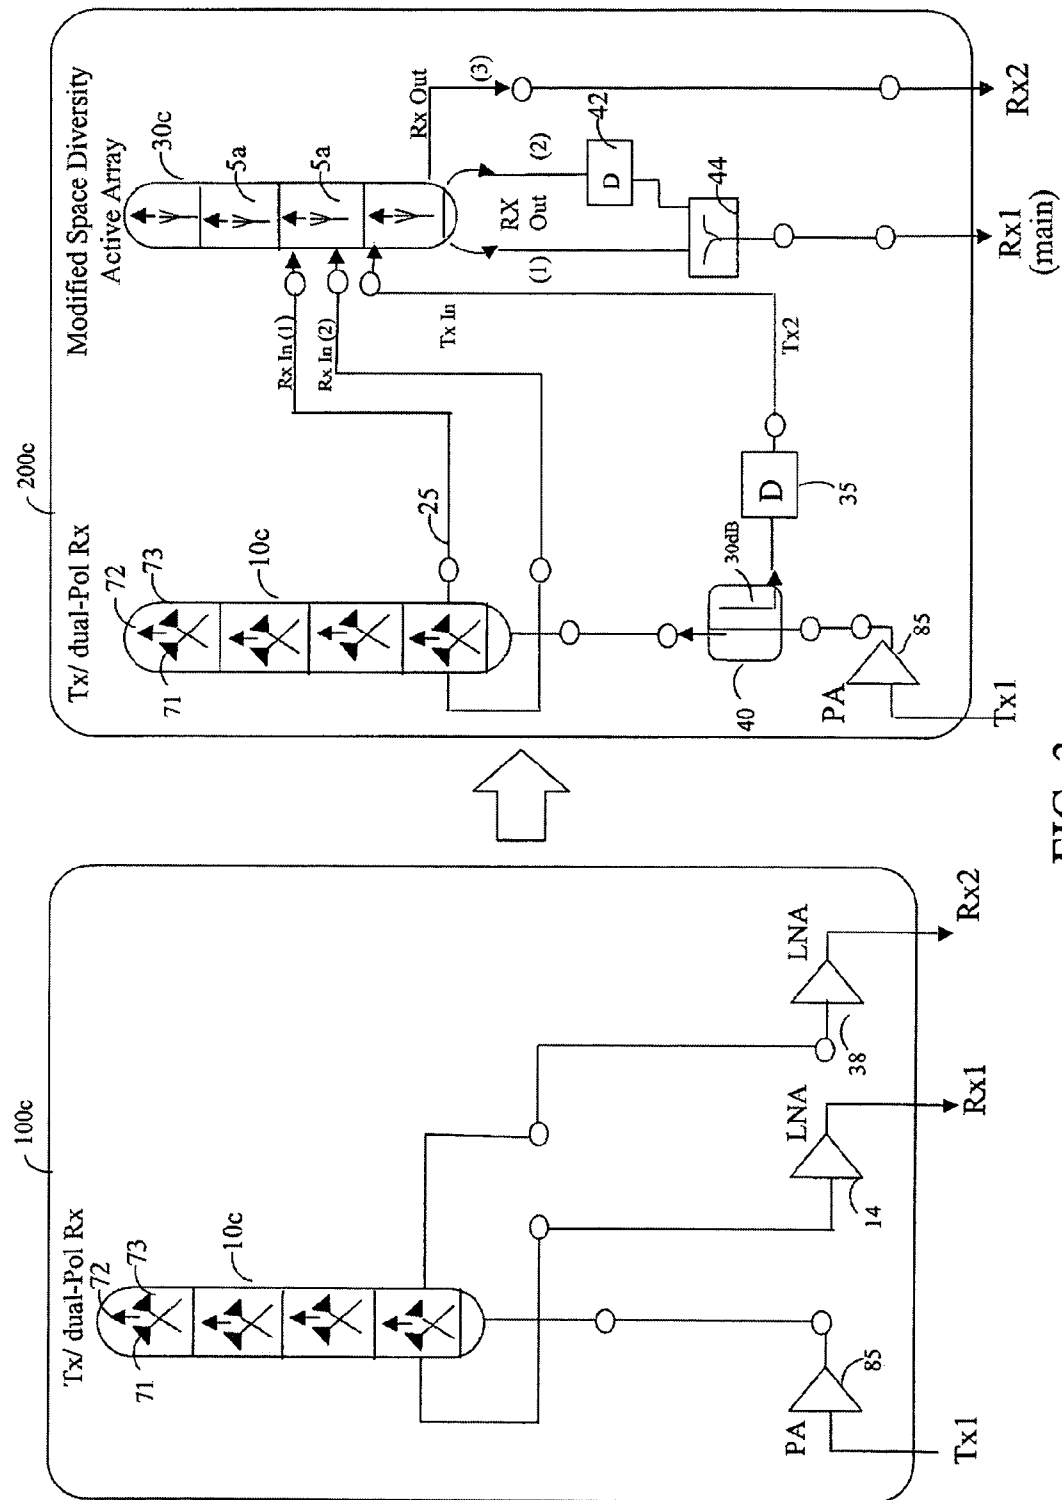 100c
Tx/ dual-Pol Rx
72
73
71
10c
PA
85
Tx1
LNA
14
Rx1
LNA
38
Rx2
200c
Tx/ dual-Pol Rx
72
73
71
10c
25
Modified Space Diversity
Active Array
30c
5a
5a
Rx In (1)
Rx In (2)
Tx In
Rx Out
(3)
RX
Out
(1)
(2)
D
42
44
40
30dB
D
35
Tx2
PA
85
Tx1
Rx1
(main)
Rx2